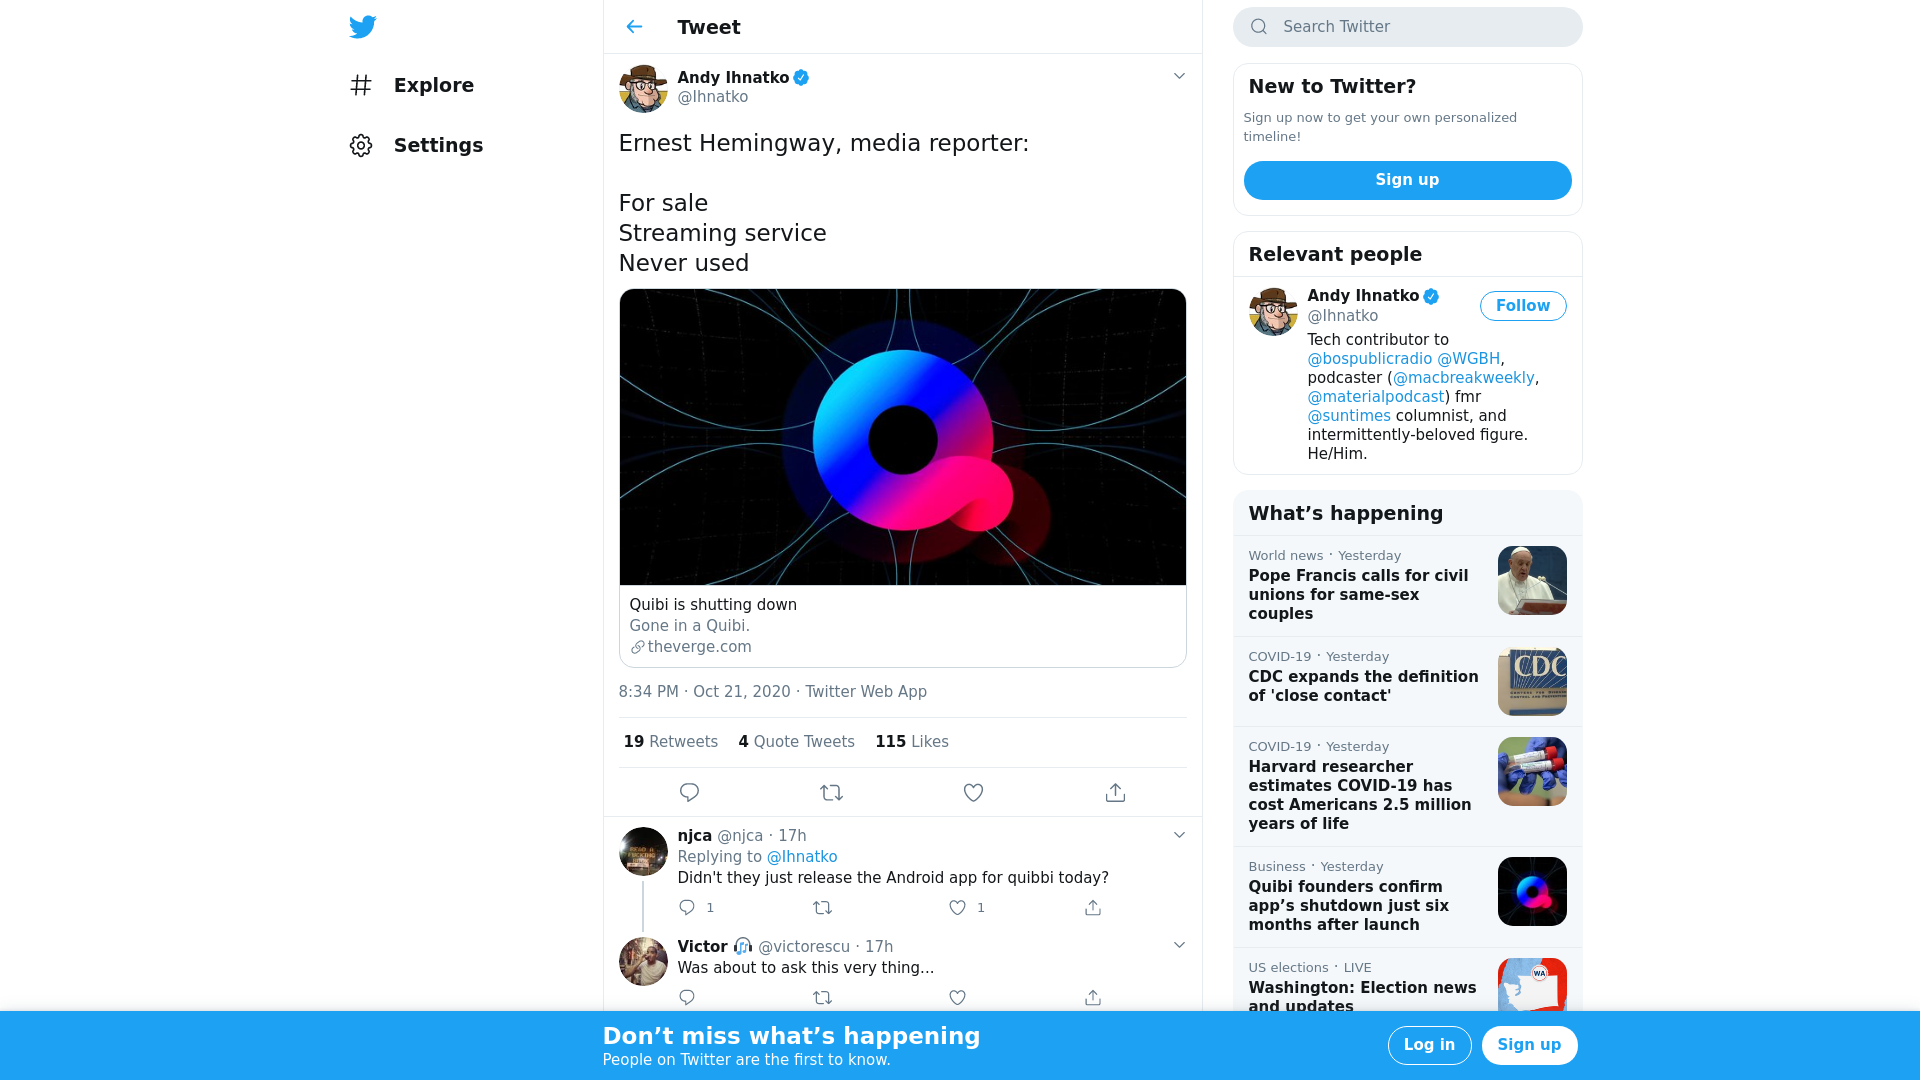 Explore
Settings
Tweet
Andy Ihnatko
@Ihnatko
Ernest Hemingway, media reporter:
For sale
Streaming service
Never used
Quibi is shutting down
Gone in a Quibi.
theverge.com
8:34 PM · Oct 21, 2020 · Twitter Web App
19 Retweets 4 Quote Tweets 115 Likes
njca @njca · 17h
Replying to @Ihnatko
Didn't they just release the Android app for quibbi today?
1 1
Victor @victorescu · 17h
Was about to ask this very thing...
Search Twitter
New to Twitter?
Sign up now to get your own personalized
timeline!
Sign up
Relevant people
Andy Ihnatko
@Ihnatko
Follow
Tech contributor to
@bospublicradio @WGBH,
podcaster (@macbreakweekly,
@materialpodcast) fmr
@suntimes columnist, and
intermittently-beloved figure.
He/Him.
What's happening
World news · Yesterday
Pope Francis calls for civil
unions for same-sex
couples
COVID-19 · Yesterday
CDC expands the definition
of 'close contact'
CDC
COVID-19 · Yesterday
Harvard researcher
estimates COVID-19 has
cost Americans 2.5 million
years of life
Business · Yesterday
Quibi founders confirm
app's shutdown just six
months after launch
US elections · LIVE
Washington: Election news
and updates
WA
Don't miss what's happening
People on Twitter are the first to know.
Log in
Sign up